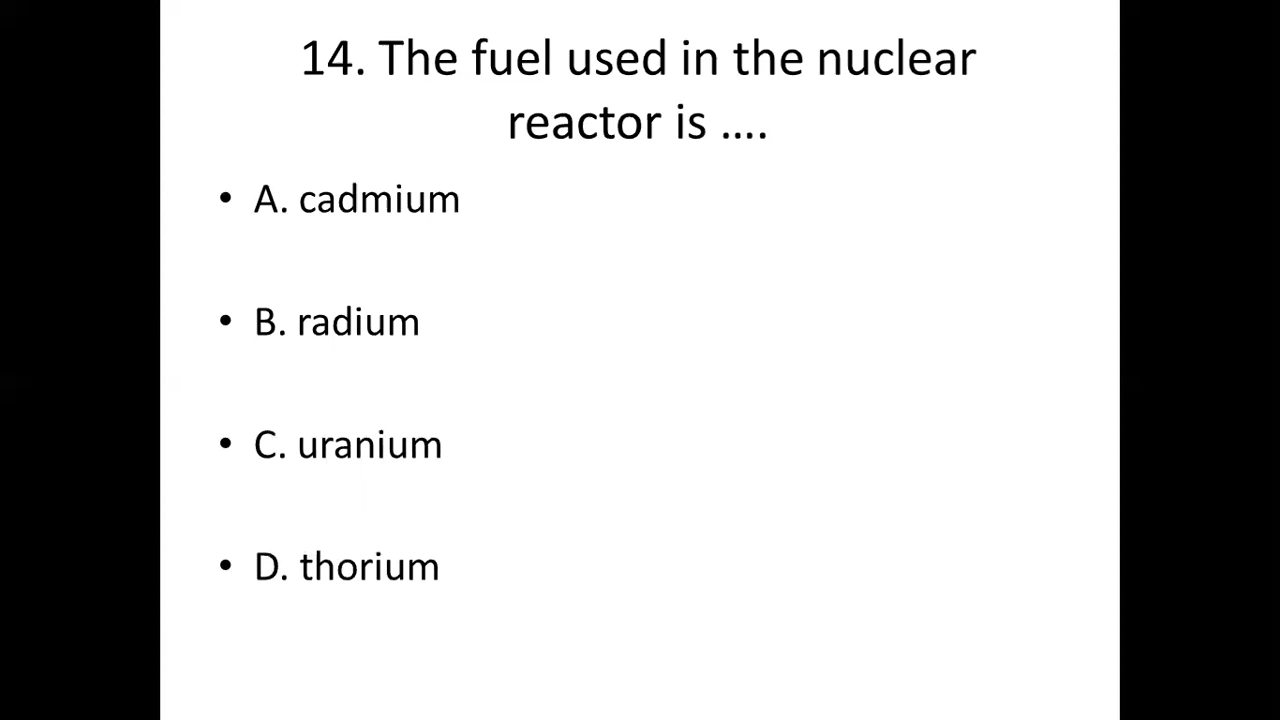 14. The fuel used in the nuclear
reactor is ....
• A. cadmium
• B. radium
• C. uranium
• D. thorium